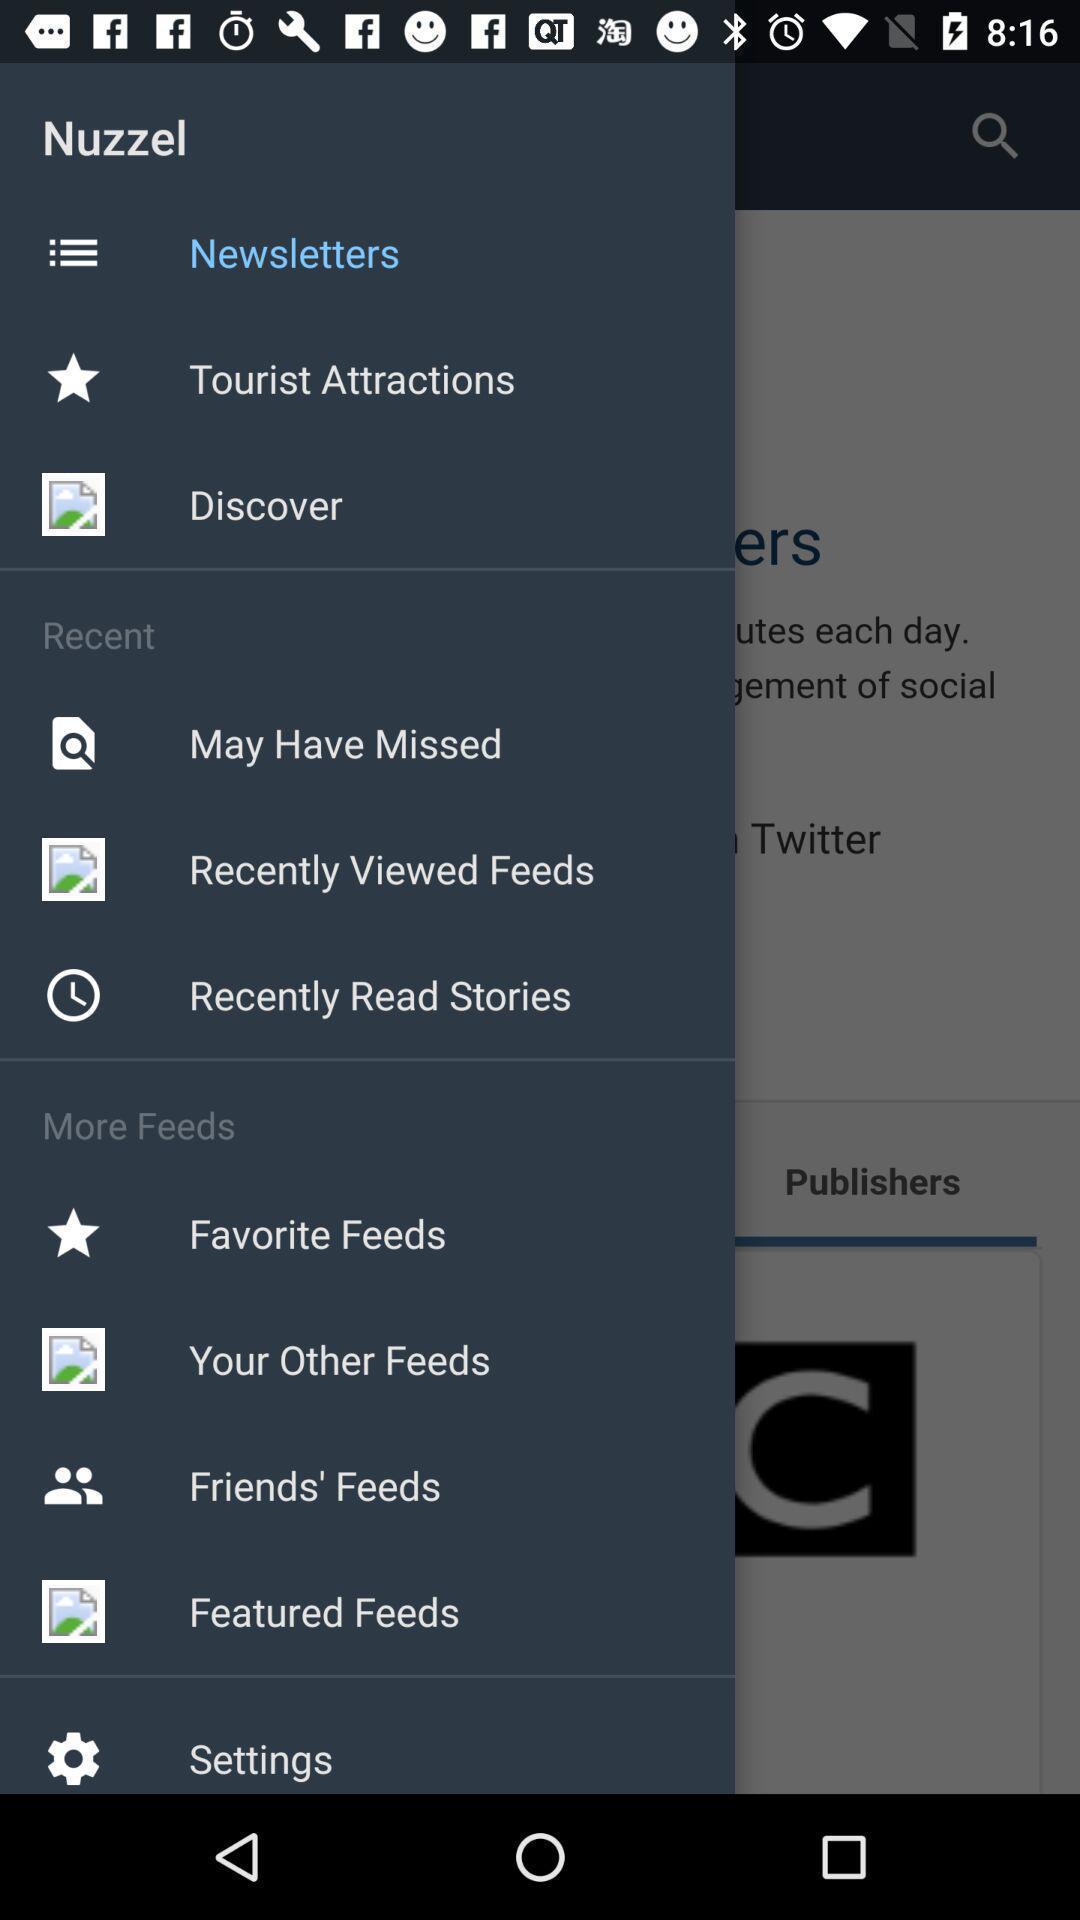 QT 淘 8:16
Nuzzel
Newsletters
Tourist Attractions
Discover
ers
Recent
utes each day.
gement of social
May Have Missed
Twitter
Recently Viewed Feeds
Recently Read Stories
More Feeds
Publishers
Favorite Feeds
Your Other Feeds
C
Friends' Feeds
Featured Feeds
Settings